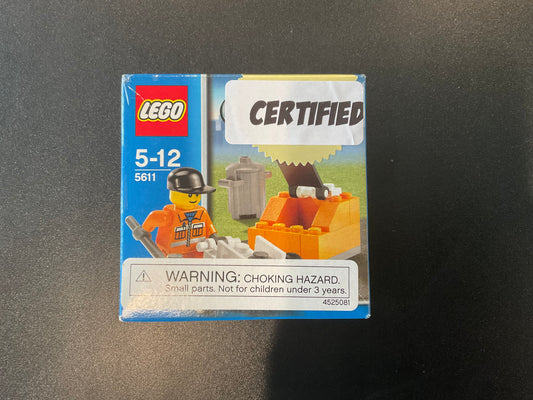 LEGO
CERTIFIED
5-12
5611
WARNING: CHOKING HAZARD.
Small parts. Not for children under 3 years.
4525081